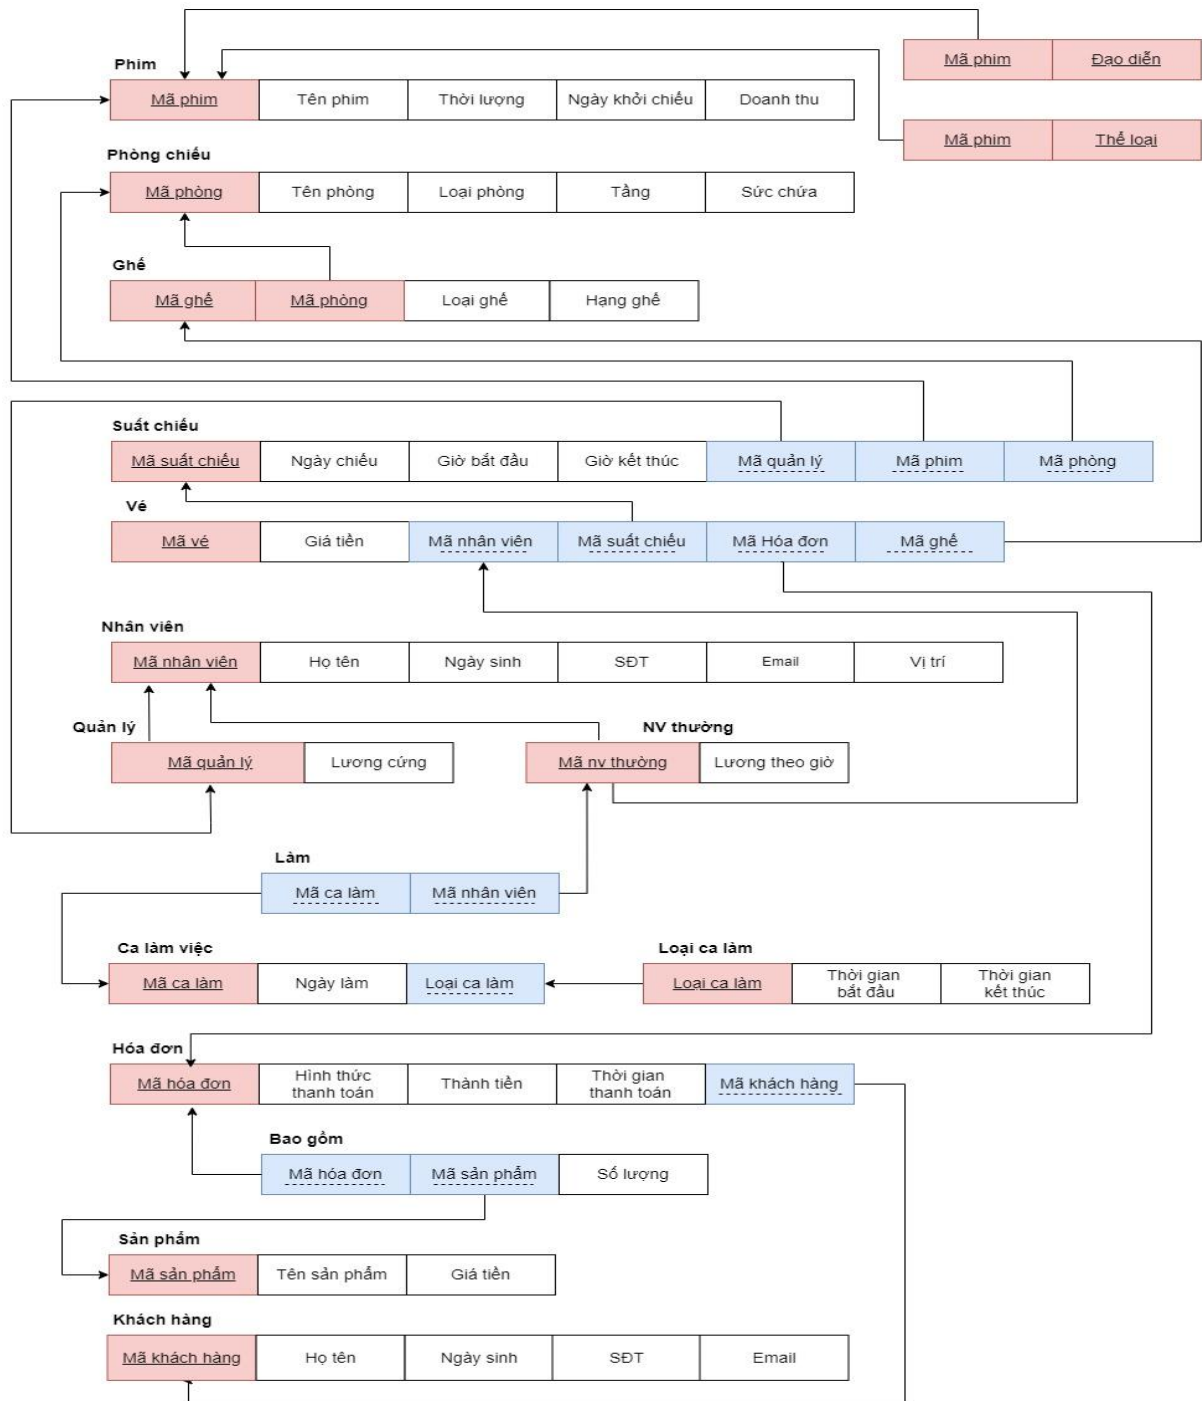 Mã phim Đạo diễn
Phim
Mã phim Tên phim Thời lượng Ngày khởi chiếu Doanh thu
Mã phim Thể loại
Phòng chiếu
Mã phòng Tên phòng Loại phòng Tầng Sức chứa
Ghế
Mã ghế Mã phòng Loại ghế Hạng ghế
Suất chiếu
Mã suất chiếu Ngày chiếu Giờ bắt đầu Giờ kết thúc Mã quản lý Mã phim Mã phòng
Vé
Mã vé Giá tiền Mã nhân viên Mã suất chiếu Mã Hóa đơn Mã ghế
Nhân viên
Mã nhân viên Họ tên Ngày sinh SĐT Email Vị trí
Quản lý NV thường
Mã quản lý Lương cứng Mã nv thường Lương theo giờ
Làm
Mã ca làm Mã nhân viên
Ca làm việc Loại ca làm
Mã ca làm Ngày làm Loại ca làm Loại ca làm Thời gian bắt đầu Thời gian kết thúc
Hóa đơn
Mã hóa đơn Hình thức thanh toán Thành tiền Thời gian thanh toán Mã khách hàng
Bao gồm
Mã hóa đơn Mã sản phẩm Số lượng
Sản phẩm
Mã sản phẩm Tên sản phẩm Giá tiền
Khách hàng
Mã khách hàng Họ tên Ngày sinh SĐT Email